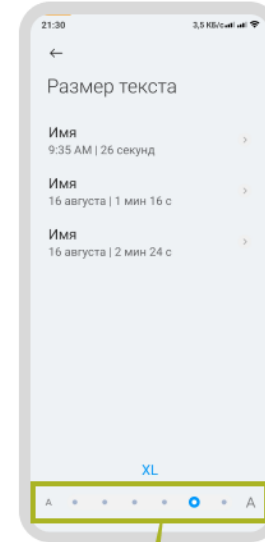 21:30 3,5 КБ/с
Размер текста
Имя
9:35 AM | 26 секунд
Имя
16 августа | 1 мин 16 с
Имя
16 августа | 2 мин 24 с
XL
A A